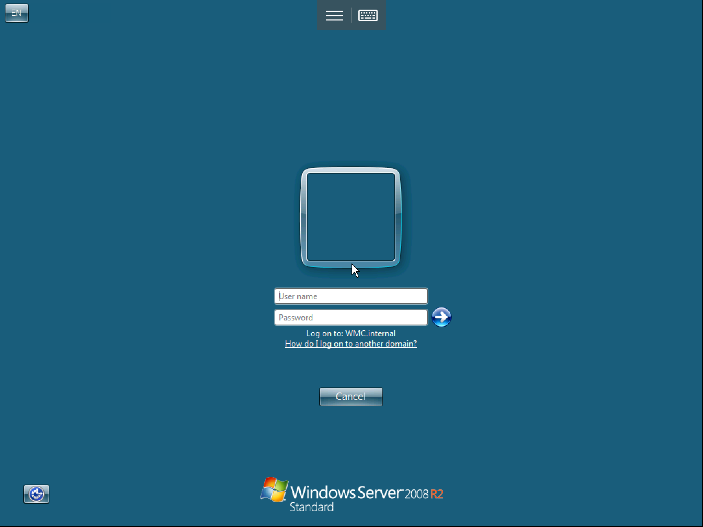 EN
User name
Password
Log on to: WMC.internal
How do I log on to another domain?
Cancel
Windows Server 2008 R2
Standard